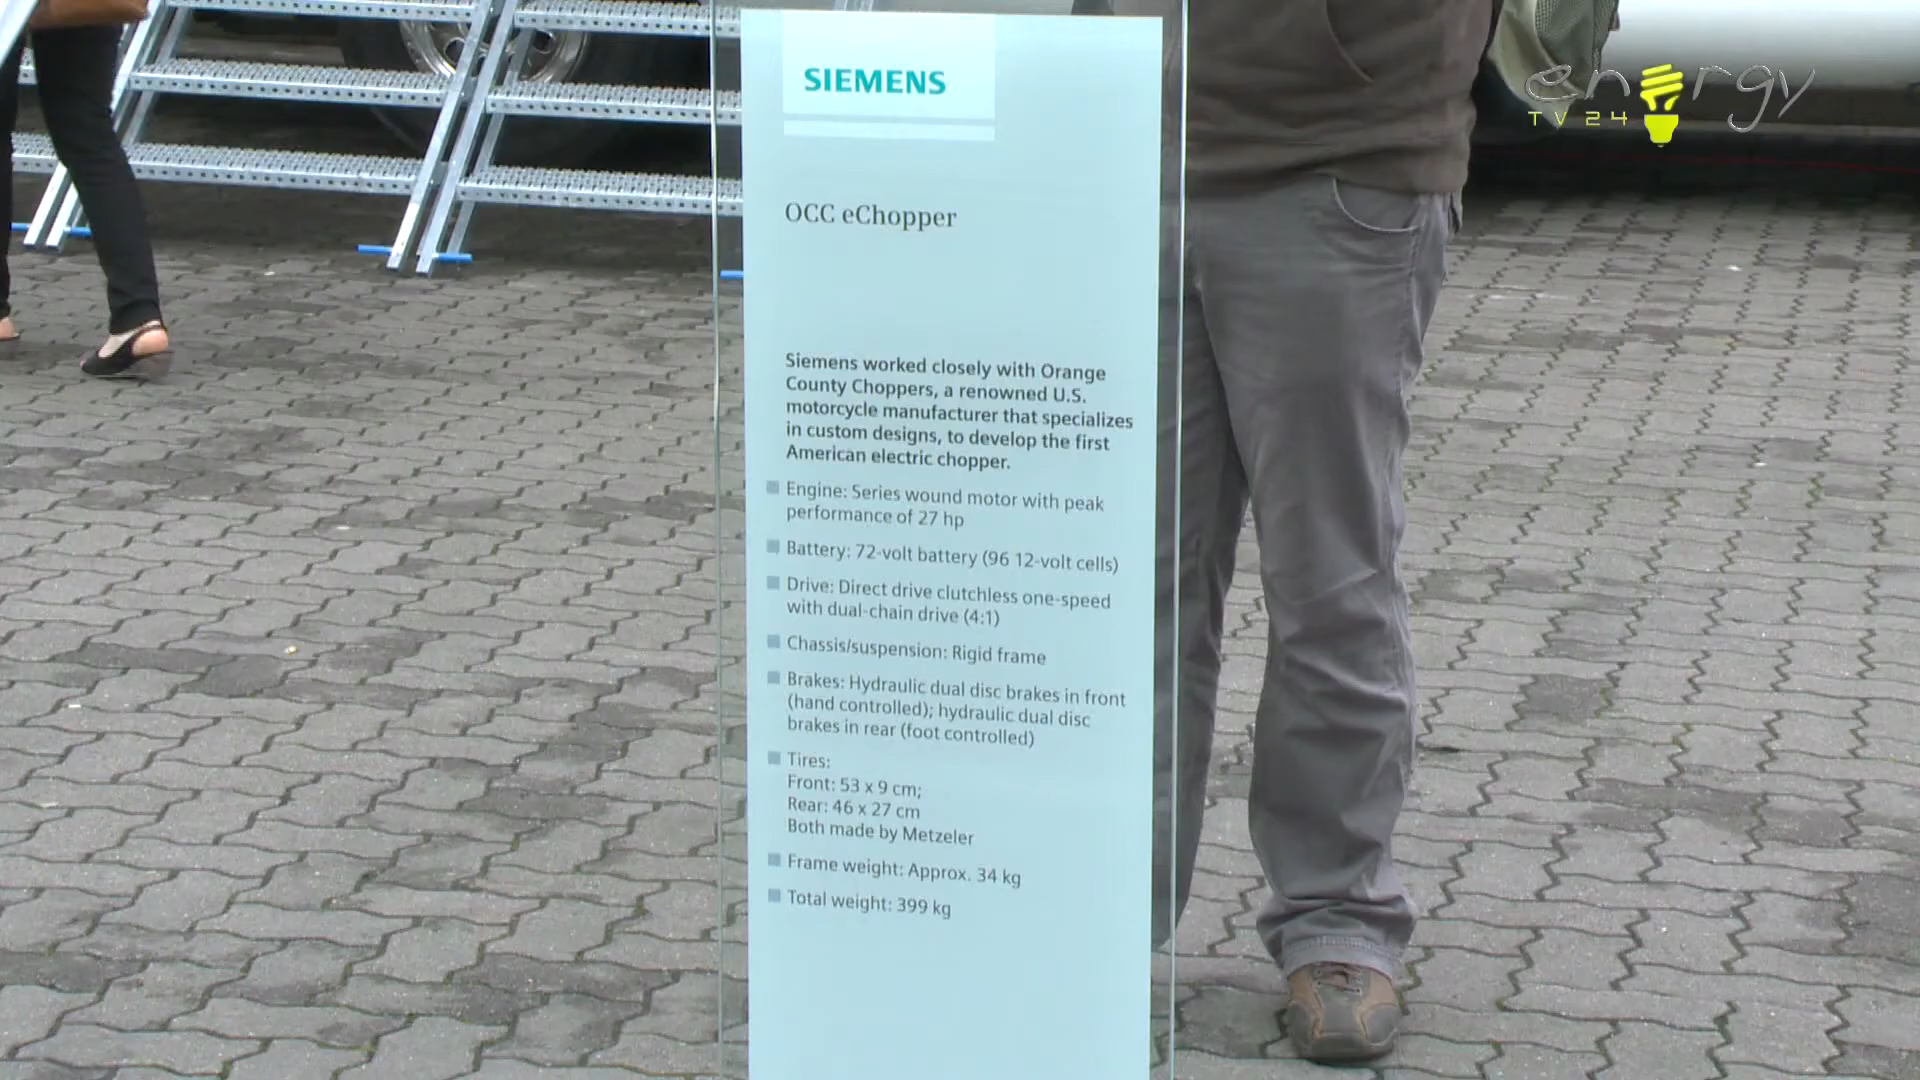 SIEMENS
energy
TV24
OCC eChopper
Siemens worked closely with Orange
County Choppers, a renowned U.S.
motorcycle manufacturer that specializes
in custom designs, to develop the first
American electric chopper.
Engine: Series wound motor with peak
performance of 27 hp
Battery: 72-volt battery (96 12-volt cells)
Drive: Direct drive clutchless one-speed
with dual-chain drive (4:1)
Chassis/suspension: Rigid frame
Brakes: Hydraulic dual disc brakes in front
(hand controlled); hydraulic dual disc
brakes in rear (foot controlled)
Tires:
Front: 53 x 9 cm;
Rear: 46 x 27 cm
Both made by Metzeler
Frame weight: Approx. 34 kg
Total weight: 399 kg